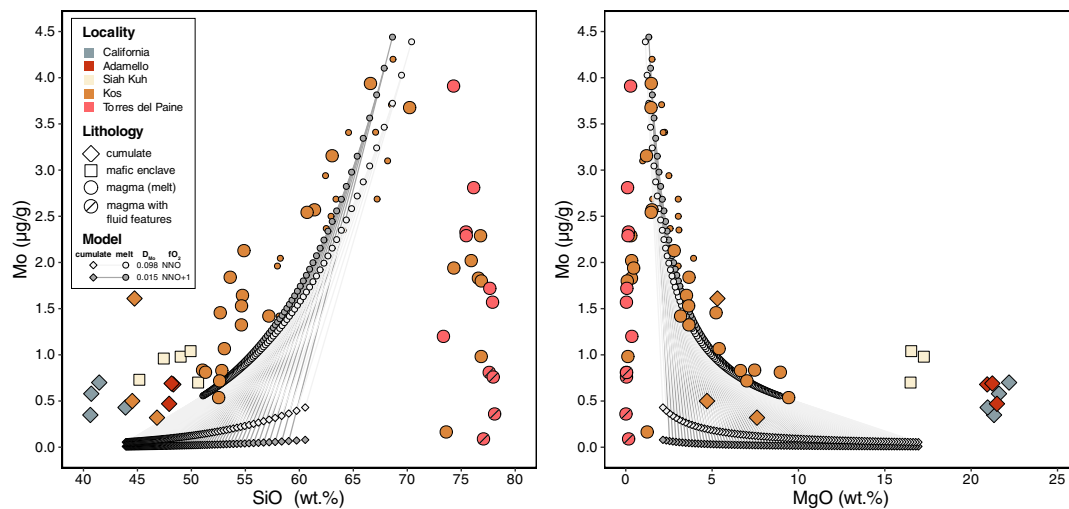 Locality
California
Adamello
Siah Kuh
Kos
Torres del Paine
Lithology
cumulate
mafic enclave
magma (melt)
magma with
fluid features
Model
cumulate melt D_Mo fO_2
0.098 NNO
0.015 NNO+1
Mo (µg/g)
4.5
4.0
3.5
3.0
2.5
2.0
1.5
1.0
0.5
0.0
40 45 50 55 60 65 70 75 80
SiO (wt.%)
Mo (µg/g)
4.5
4.0
3.5
3.0
2.5
2.0
1.5
1.0
0.5
0.0
0 5 10 15 20 25
MgO (wt.%)